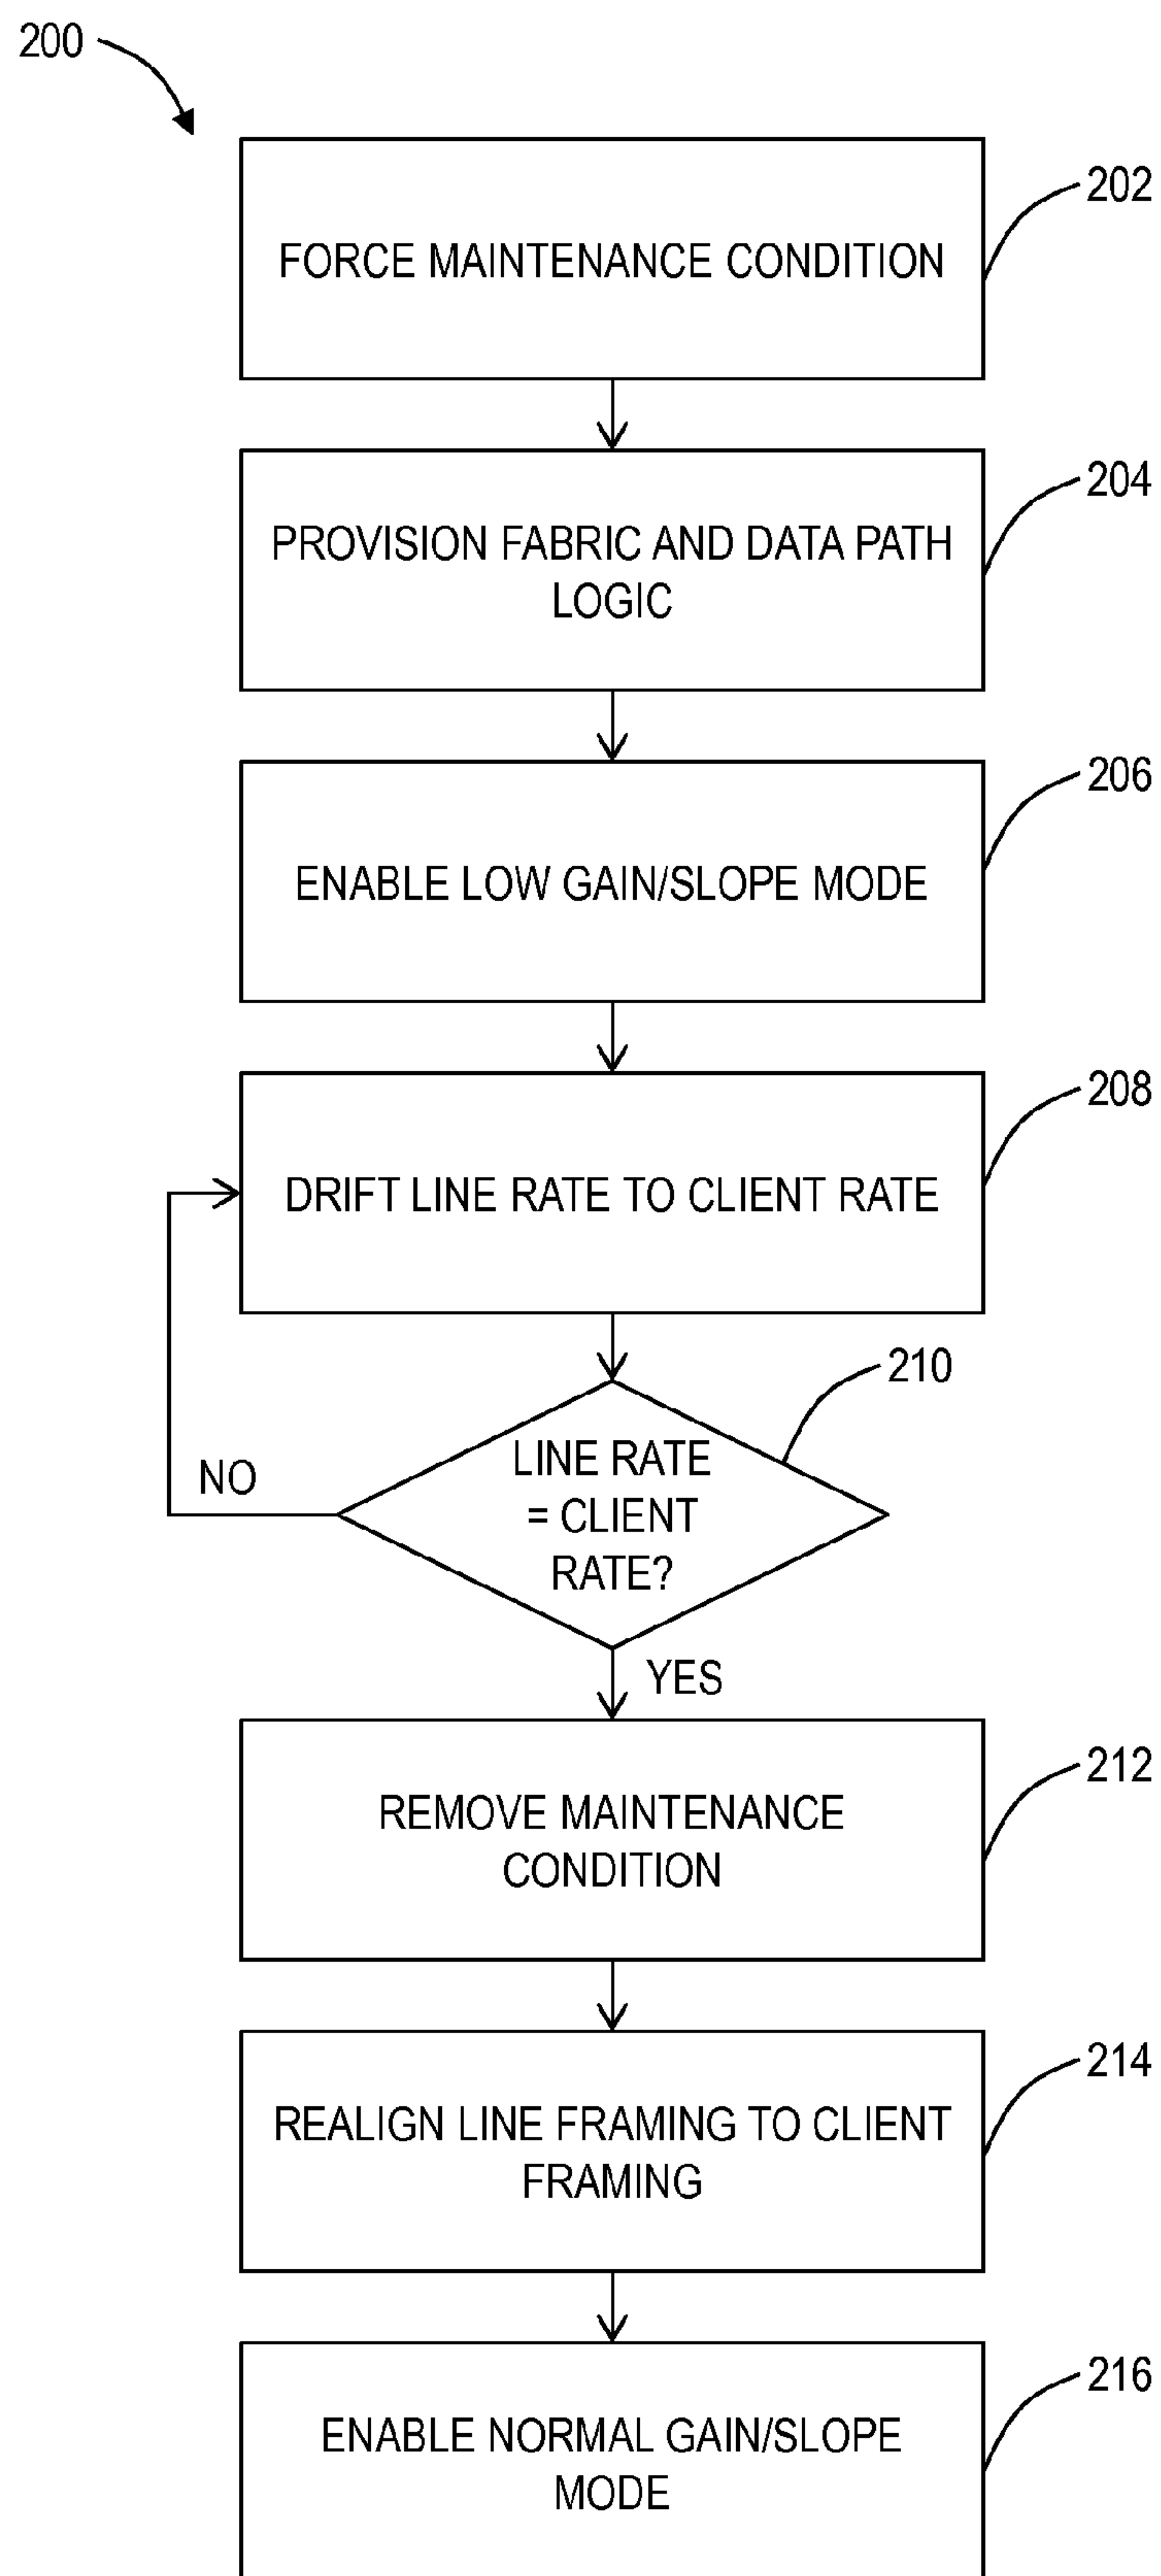 200
202
FORCE MAINTENANCE CONDITION
204
PROVISION FABRIC AND DATA PATH
LOGIC
206
ENABLE LOW GAIN/SLOPE MODE
208
DRIFT LINE RATE TO CLIENT RATE
210
LINE RATE
= CLIENT
RATE?
NO
YES
212
REMOVE MAINTENANCE
CONDITION
214
REALIGN LINE FRAMING TO CLIENT
FRAMING
216
ENABLE NORMAL GAIN/SLOPE
MODE